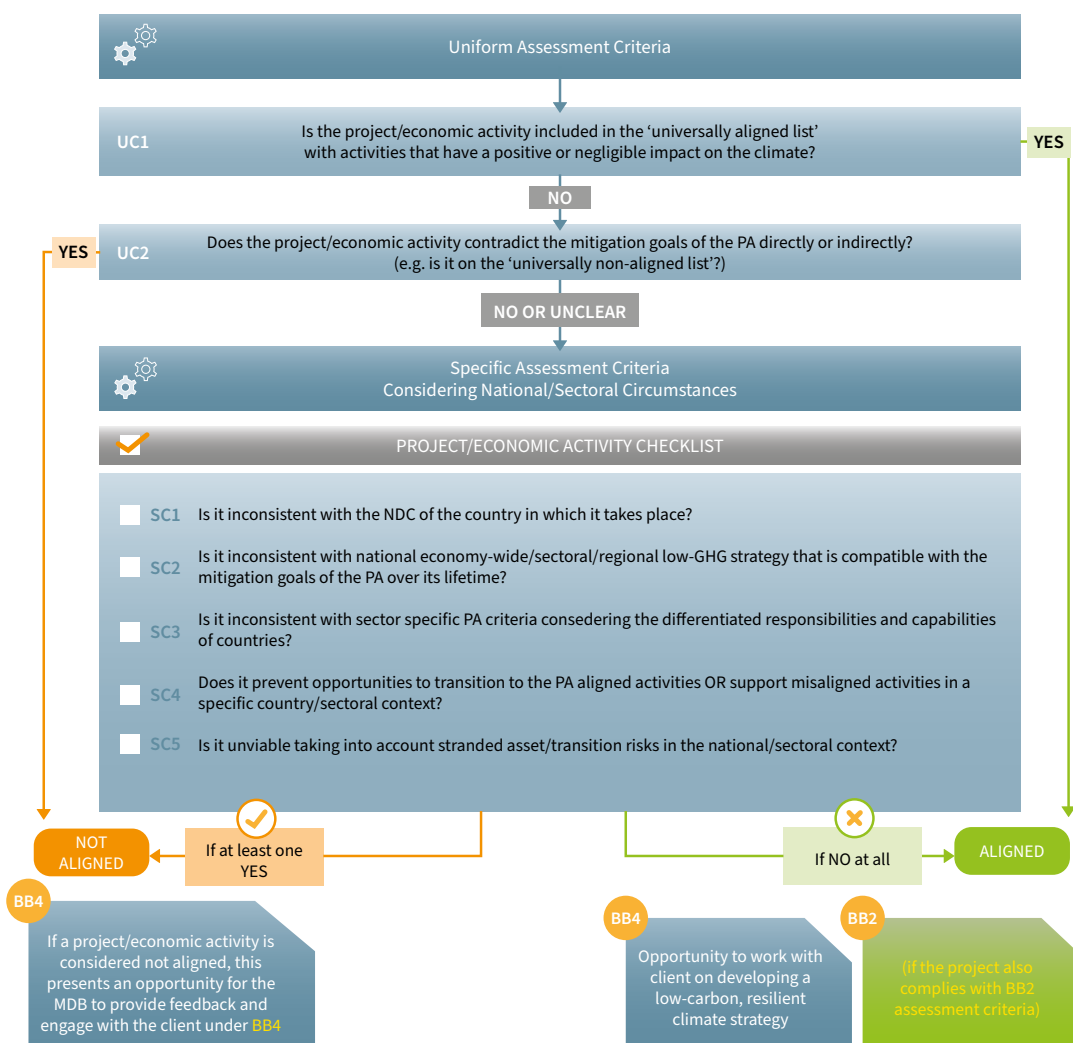 Uniform Assessment Criteria
UC1
Is the project/economic activity included in the ‘universally aligned list’
with activities that have a positive or negligible impact on the climate?
YES
NO
YES
UC2
Does the project/economic activity contradict the mitigation goals of the PA directly or indirectly?
(e.g. is it on the ‘universally non-aligned list’?)
NO OR UNCLEAR
Specific Assessment Criteria
Considering National/Sectoral Circumstances
PROJECT/ECONOMIC ACTIVITY CHECKLIST
SC1 Is it inconsistent with the NDC of the country in which it takes place?
SC2 Is it inconsistent with national economy-wide/sectoral/regional low-GHG strategy that is compatible with the
mitigation goals of the PA over its lifetime?
SC3 Is it inconsistent with sector specific PA criteria consedering the differentiated responsibilities and capabilities
of countries?
SC4 Does it prevent opportunities to transition to the PA aligned activities OR support misaligned activities in a
specific country/sectoral context?
SC5 Is it unviable taking into account stranded asset/transition risks in the national/sectoral context?
NOT
ALIGNED
If at least one
YES
If NO at all
ALIGNED
BB4
If a project/economic activity is
considered not aligned, this
presents an opportunity for the
MDB to provide feedback and
engage with the client under BB4
BB4
Opportunity to work with
client on developing a
low-carbon, resilient
climate strategy
BB2
(if the project also
complies with BB2
assessment criteria)